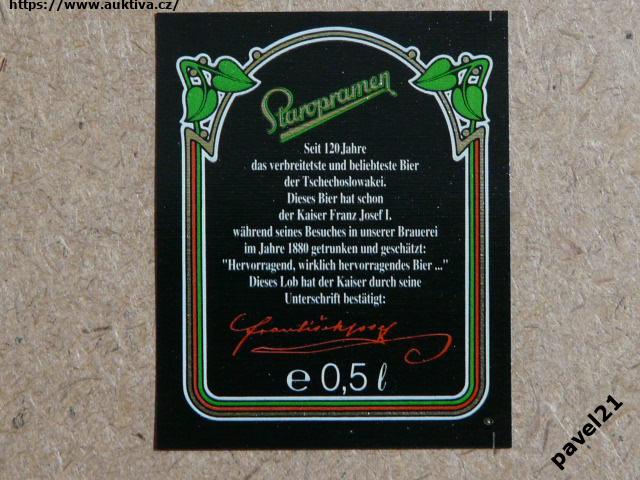 https://www.auktiva.cz/
Staropramen
Seit 120 Jahre
das verbreitetste und beliebteste Bier
der Tschechoslowakei.
Dieses Bier hat schon
der Kaiser Franz Josef I.
während seines Besuches in unserer Brauerei
im Jahre 1880 getrunken und geschätzt:
"Hervorragend, wirklich hervorragendes Bier ..."
Dieses Lob hat der Kaiser durch seine
Unterschrift bestätigt:
František Josef
e 0,5 l
pavel21